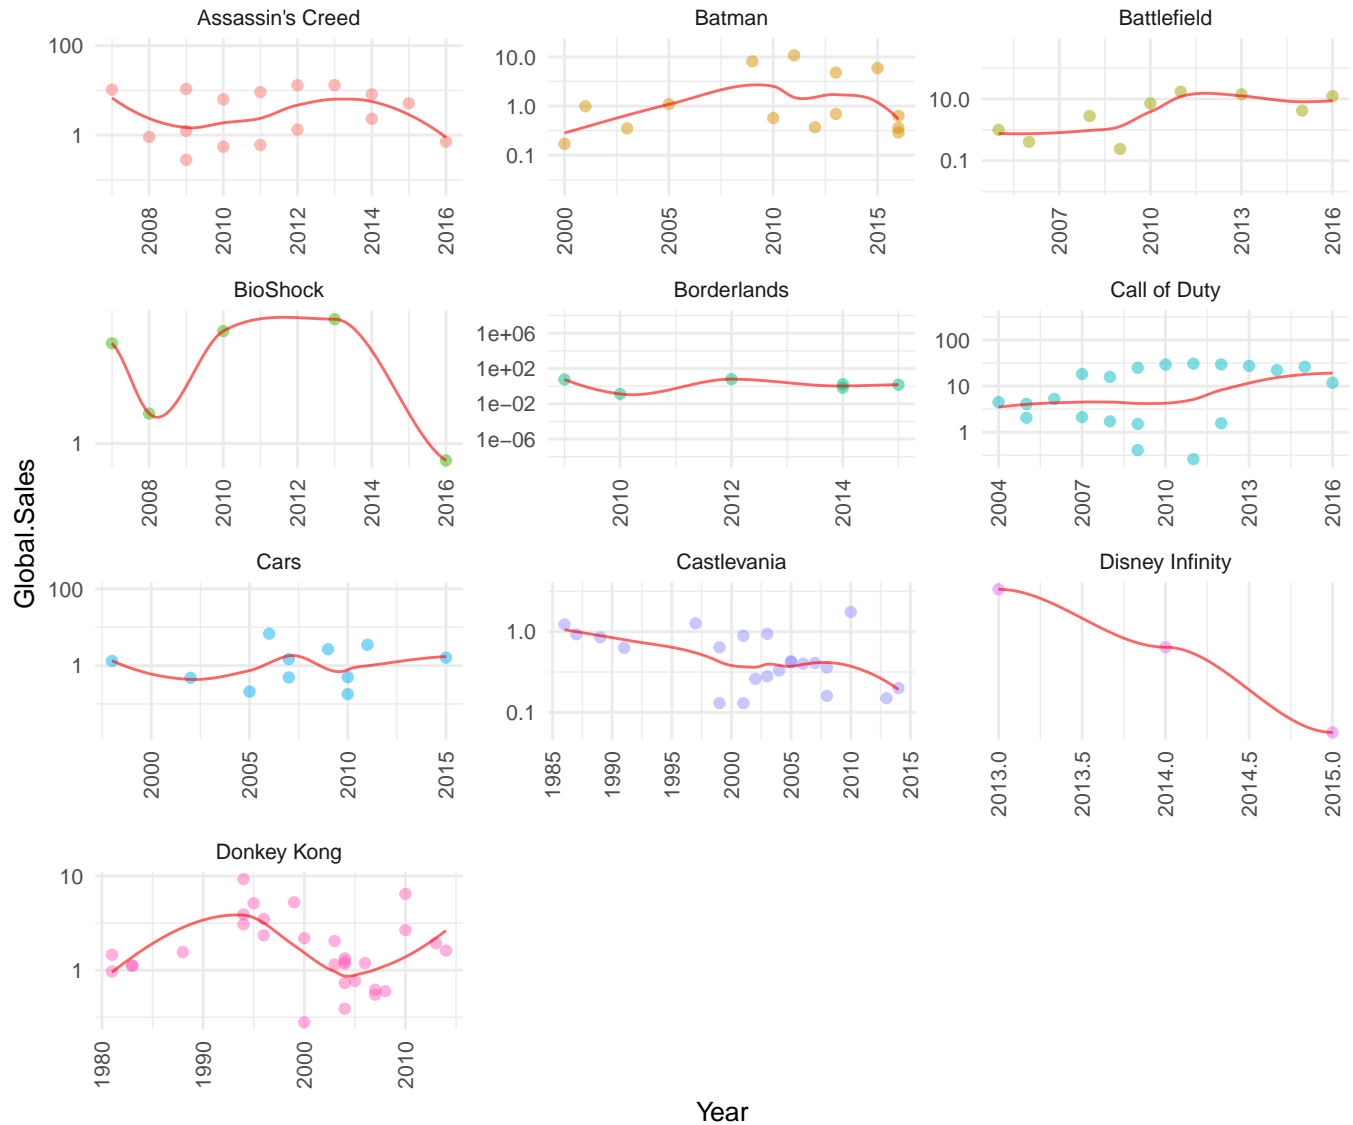 Assassin's Creed
Batman
Battlefield
100
1
10.0
1.0
0.1
10.0
0.1
2008 2010 2012 2014 2016
2000 2005 2010 2015
2007 2010 2013 2016
BioShock
Borderlands
Call of Duty
1
1e+06
1e+02
1e−02
1e−06
100
10
1
2008 2010 2012 2014 2016
2010 2012 2014
2004 2007 2010 2013 2016
Global.Sales
Cars
Castlevania
Disney Infinity
100
1
1.0
0.1
2000 2005 2010 2015
1985 1990 1995 2000 2005 2010 2015
2013.0 2013.5 2014.0 2014.5 2015.0
Donkey Kong
10
1
1980 1990 2000 2010
Year